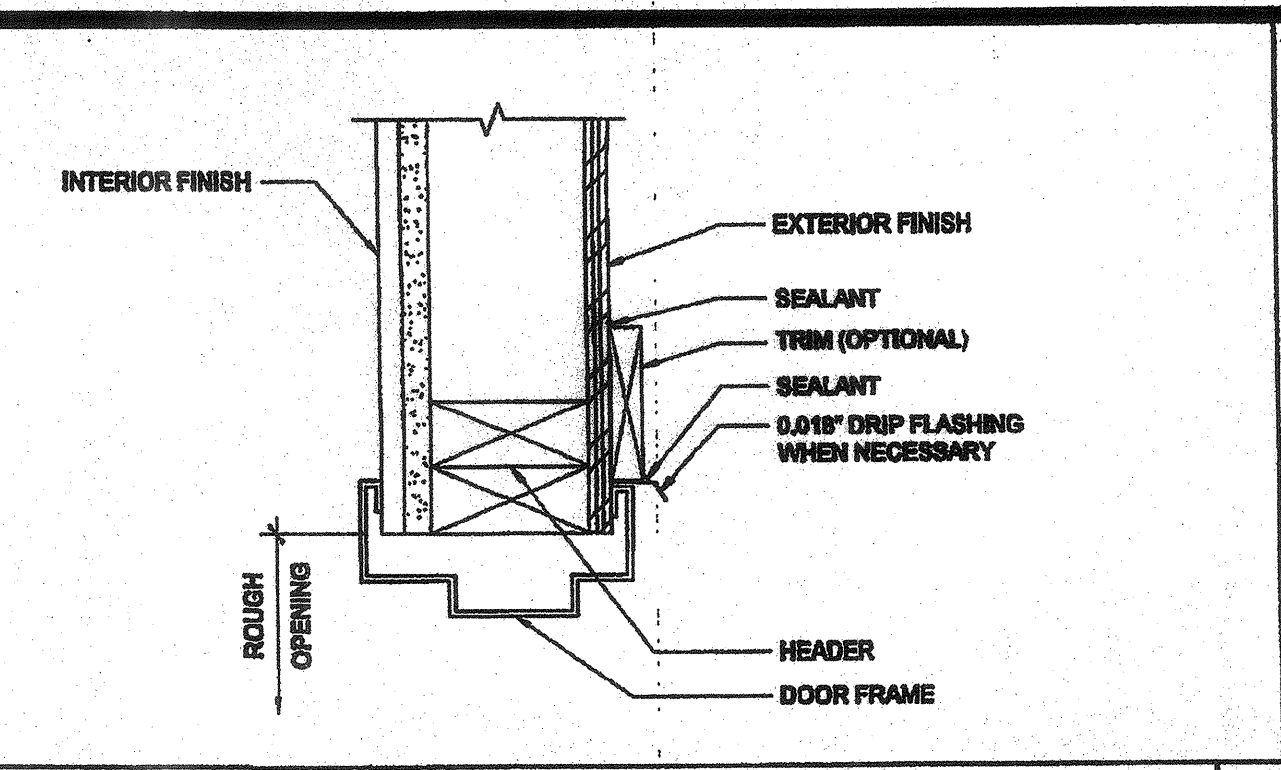 INTERIOR FINISH
EXTERIOR FINISH
SEALANT
TRIM (OPTIONAL)
SEALANT
0.018" DRIP FLASHING
WHEN NECESSARY
ROUGH
OPENING
HEADER
DOOR FRAME